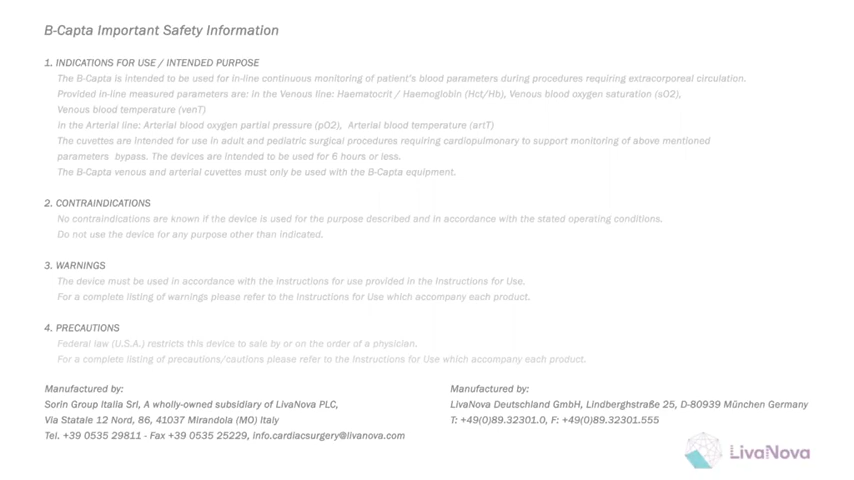 B-Capta Important Safety Information
1. INDICATIONS FOR USE / INTENDED PURPOSE
The B-Capta is intended to be used for in-line continuous monitoring of patient"s blood parameters during procedures requiring extracorporeal circulation.
Provided in-line measured parameters are: In the Venous line: Haematocrit / Haemoglobin (Hct/Hb), Venous blood oxygen saturation (sO2),
Venous blood temperature (venT)
In the Arterial line: Arterial blood oxygen partial pressure (pO2), Arterial blood temperature (artT)
The cuvettes are intended for use in adult and pediatric surgical procedures requiring cardiopulmonary to support monitoring of above mentioned
parameters bypass. The devices are intended to be used for 6 hours or less.
The B-Capta venous and arterial cuvettes must only be used with the B-Capta equipment.
2. CONTRAINDICATIONS
No contraindications are known if the device is used for the purpose described and in accordance with the stated operating conditions.
Do not use the device for any purpose other than indicated.
3. WARNINGS
The device must be used in accordance with the instructions for use provided in the Instructions for Use.
For a complete listing of warnings please refer to the Instructions for Use which accompany each product.
4. PRECAUTIONS
Federal law (U.S.A.) restricts this device to sale by or on the order of a physician.
For a complete listing of precautions/cautions please refer to the Instructions for Use which accompany each product.
Manufactured by:
Sorin Group Italia Srl, A wholly-owned subsidiary of LivaNova PLC,
Via Statale 12 Nord, 86, 41037 Mirandola (MO) Italy
Tel. +39 0535 29811 - Fax +39 0535 25229, info.cardiacsurgery@livanova.com
Manufactured by:
LivaNova Deutschland GmbH, Lindberghstraße 25, D-80939 München Germany
T: +49(0)89.32301.0, F: +49(0)89.32301.555
LivaNova